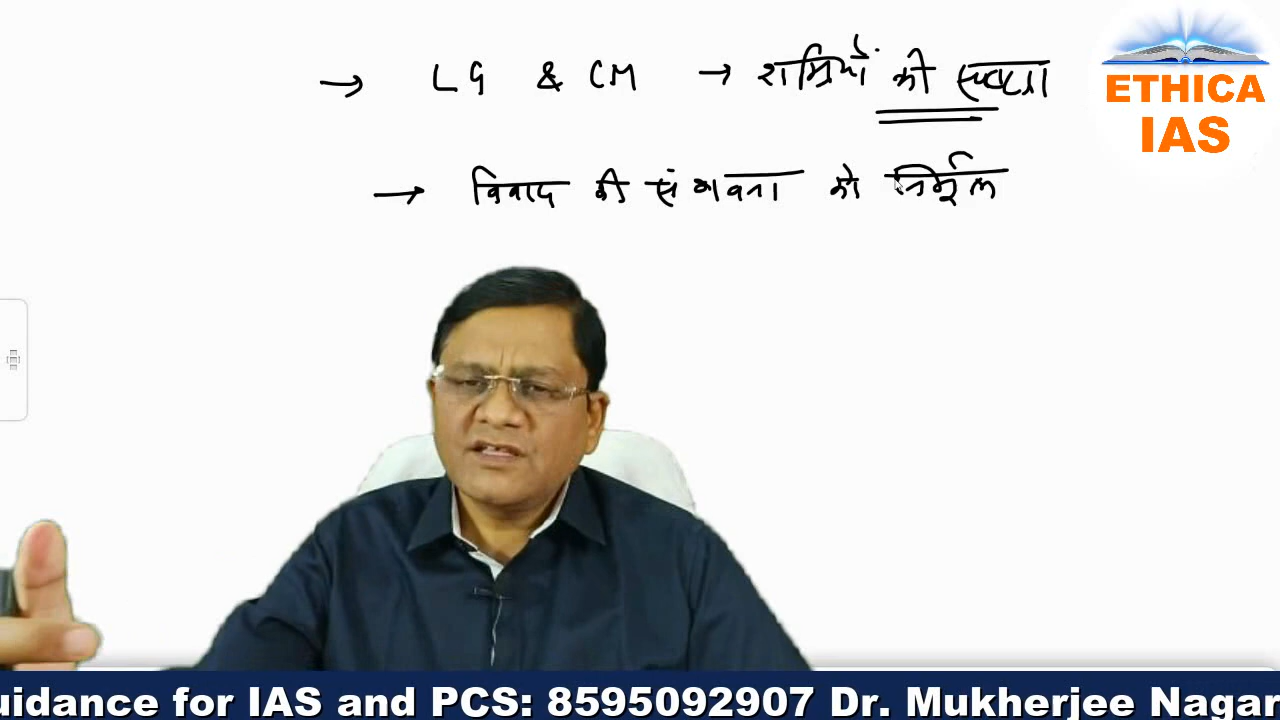 → LG & CM → शक्तियों की स्पष्टता
→ विवाद की संभावना को निर्मूल
ETHICA
IAS
uidance for IAS and PCS: 8595092907 Dr. Mukherjee Nagar